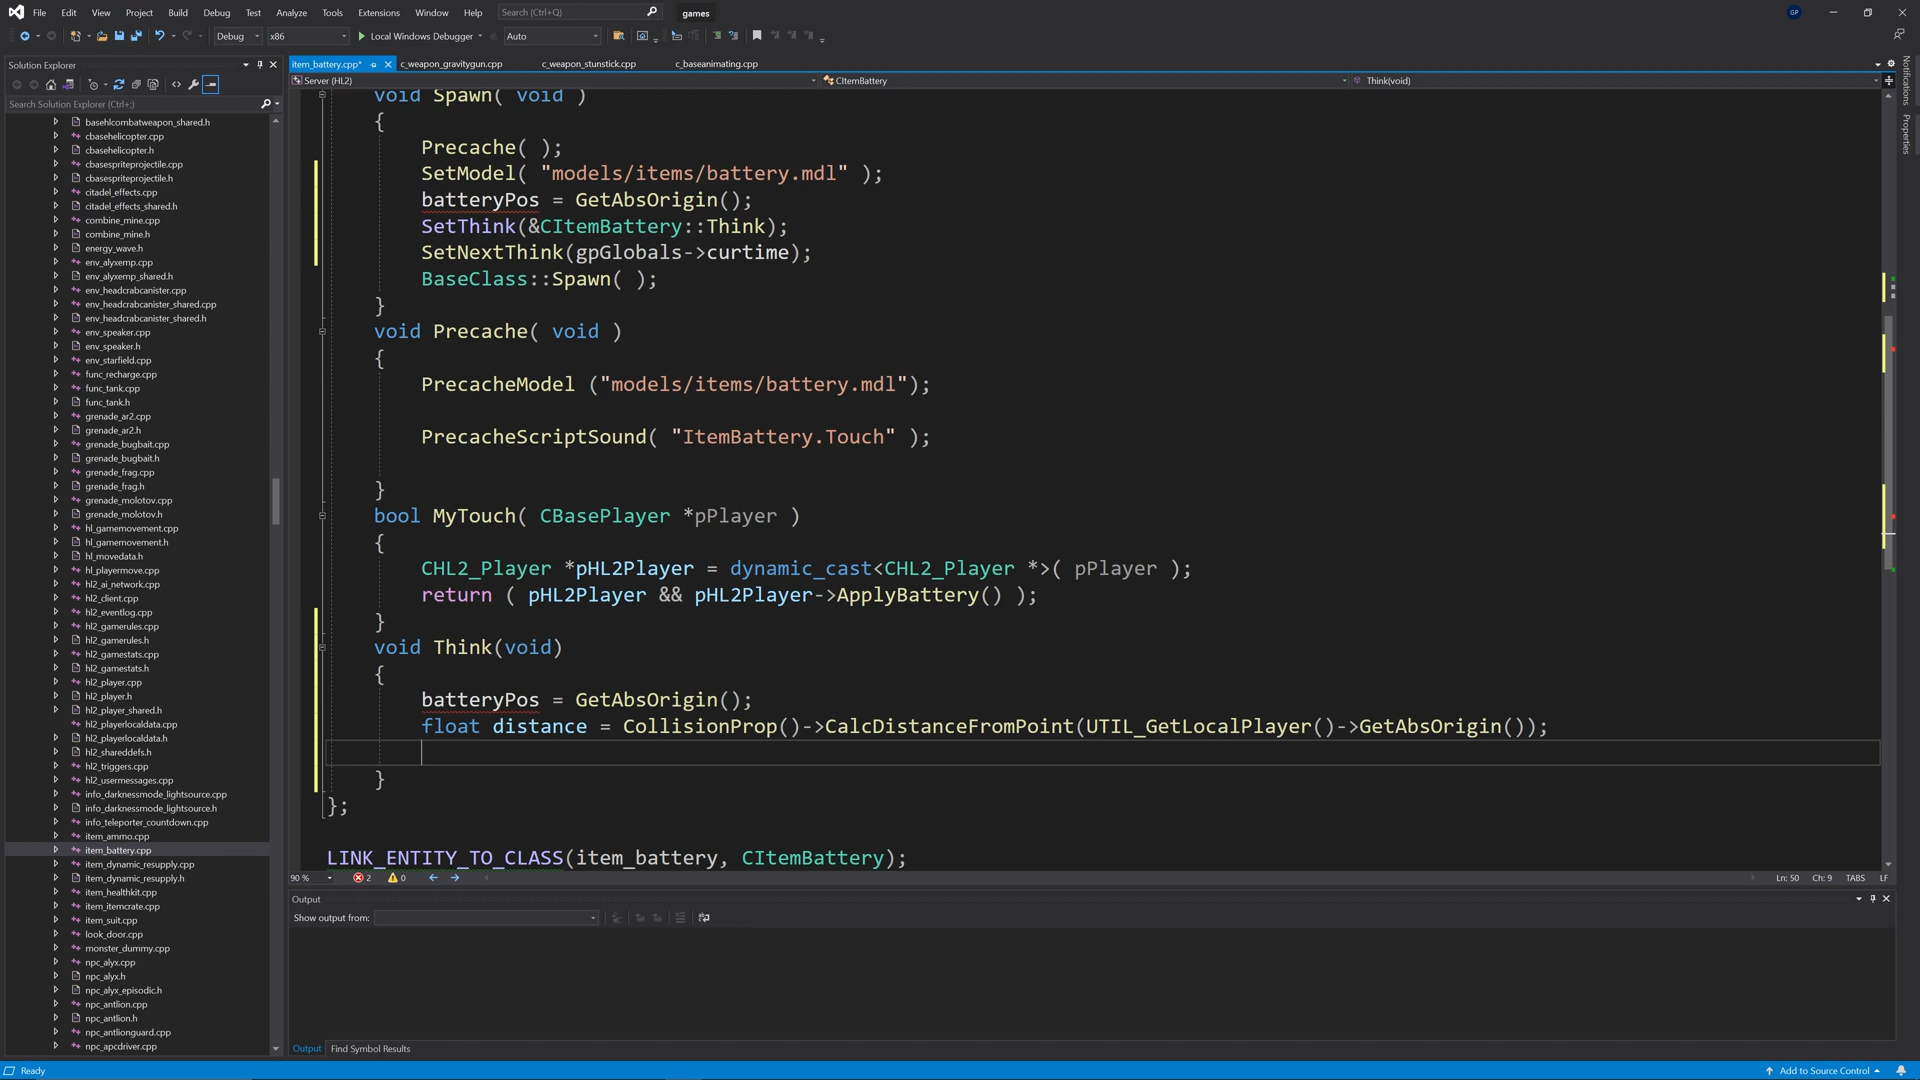 File Edit View Project Build Debug Test Analyze Tools Extensions Window Help Search (Ctrl+Q) games GP
Debug x86 Local Windows Debugger Auto
Solution Explorer
Search Solution Explorer (Ctrl+;)
basehlcombatweapon_shared.h
cbasehelicopter.cpp
cbasehelicopter.h
cbasespriteprojectile.cpp
cbasespriteprojectile.h
citadel_effects.cpp
citadel_effects_shared.h
combine_mine.cpp
combine_mine.h
energy_wave.h
env_alyxemp.cpp
env_alyxemp_shared.h
env_headcrabcanister.cpp
env_headcrabcanister_shared.cpp
env_headcrabcanister_shared.h
env_speaker.cpp
env_speaker.h
env_starfield.cpp
func_recharge.cpp
func_tank.cpp
func_tank.h
grenade_ar2.cpp
grenade_ar2.h
grenade_bugbait.cpp
grenade_bugbait.h
grenade_frag.cpp
grenade_frag.h
grenade_molotov.cpp
grenade_molotov.h
hl_gamemovement.cpp
hl_gamemovement.h
hl_movedata.h
hl_playermove.cpp
hl2_ai_network.cpp
hl2_client.cpp
hl2_eventlog.cpp
hl2_gamerules.cpp
hl2_gamerules.h
hl2_gamestats.cpp
hl2_gamestats.h
hl2_player.cpp
hl2_player.h
hl2_player_shared.h
hl2_playerlocaldata.cpp
hl2_playerlocaldata.h
hl2_shareddefs.h
hl2_triggers.cpp
hl2_usermessages.cpp
info_darknessmode_lightsource.cpp
info_darknessmode_lightsource.h
info_teleporter_countdown.cpp
item_ammo.cpp
item_battery.cpp
item_dynamic_resupply.cpp
item_dynamic_resupply.h
item_healthkit.cpp
item_itemcrate.cpp
item_suit.cpp
look_door.cpp
monster_dummy.cpp
npc_alyx.cpp
npc_alyx.h
npc_alyx_episodic.h
npc_antlion.cpp
npc_antlion.h
npc_antlionguard.cpp
npc_apcdriver.cpp
item_battery.cpp* c_weapon_gravitygun.cpp c_weapon_stunstick.cpp c_baseanimating.cpp
Server (HL2) CItemBattery Think(void)
void Spawn( void )
{
Precache( );
SetModel( "models/items/battery.mdl" );
batteryPos = GetAbsOrigin();
SetThink(&CItemBattery::Think);
SetNextThink(gpGlobals->curtime);
BaseClass::Spawn( );
}
void Precache( void )
{
PrecacheModel ("models/items/battery.mdl");
PrecacheScriptSound( "ItemBattery.Touch" );
}
bool MyTouch( CBasePlayer *pPlayer )
{
CHL2_Player *pHL2Player = dynamic_cast<CHL2_Player *>( pPlayer );
return ( pHL2Player && pHL2Player->ApplyBattery() );
}
void Think(void)
{
batteryPos = GetAbsOrigin();
float distance = CollisionProp()->CalcDistanceFromPoint(UTIL_GetLocalPlayer()->GetAbsOrigin());
}
};
LINK_ENTITY_TO_CLASS(item_battery, CItemBattery);
90 % 2 0 Ln: 50 Ch: 9 TABS LF
Output
Show output from:
Output Find Symbol Results
Notifications
Properties
Ready Add to Source Control